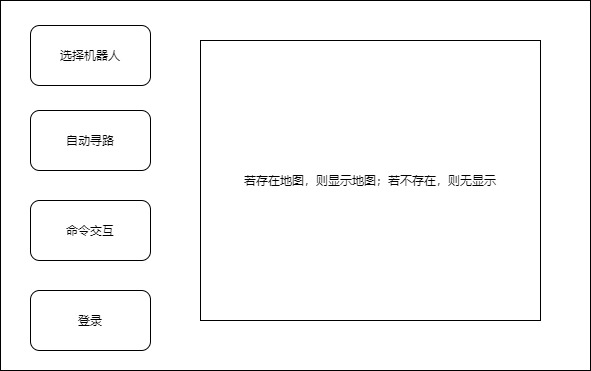 选择机器人
自动寻路
若存在地图，则显示地图；若不存在，则无显示
命令交互
登录